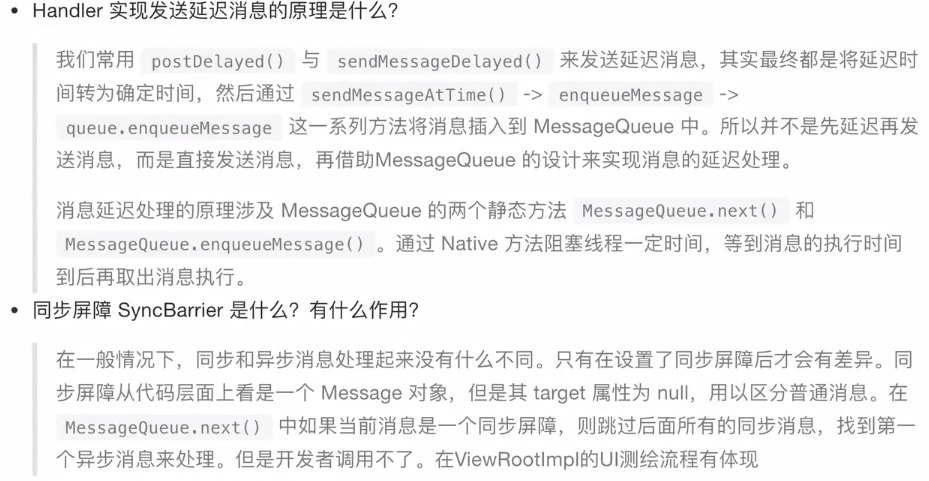 • Handler 实现发送延迟消息的原理是什么？
我们常用 postDelayed() 与 sendMessageDelayed() 来发送延迟消息，其实最终都是将延迟时
间转为确定时间，然后通过 sendMessageAtTime() -> enqueueMessage ->
queue.enqueueMessage 这一系列方法将消息插入到 MessageQueue 中。所以并不是先延迟再发
送消息，而是直接发送消息，再借助MessageQueue 的设计来实现消息的延迟处理。
消息延迟处理的原理涉及 MessageQueue 的两个静态方法 MessageQueue.next() 和
MessageQueue.enqueueMessage() 。通过 Native 方法阻塞线程一定时间，等到消息的执行时间
到后再取出消息执行。
• 同步屏障 SyncBarrier 是什么？有什么作用？
在一般情况下，同步和异步消息处理起来没有什么不同。只有在设置了同步屏障后才会有差异。同
步屏障从代码层面上看是一个 Message 对象，但是其 target 属性为 null，用以区分普通消息。在
MessageQueue.next() 中如果当前消息是一个同步屏障，则跳过后面所有的同步消息，找到第一
个异步消息来处理。但是开发者调用不了。在ViewRootImpl的UI测绘流程有体现